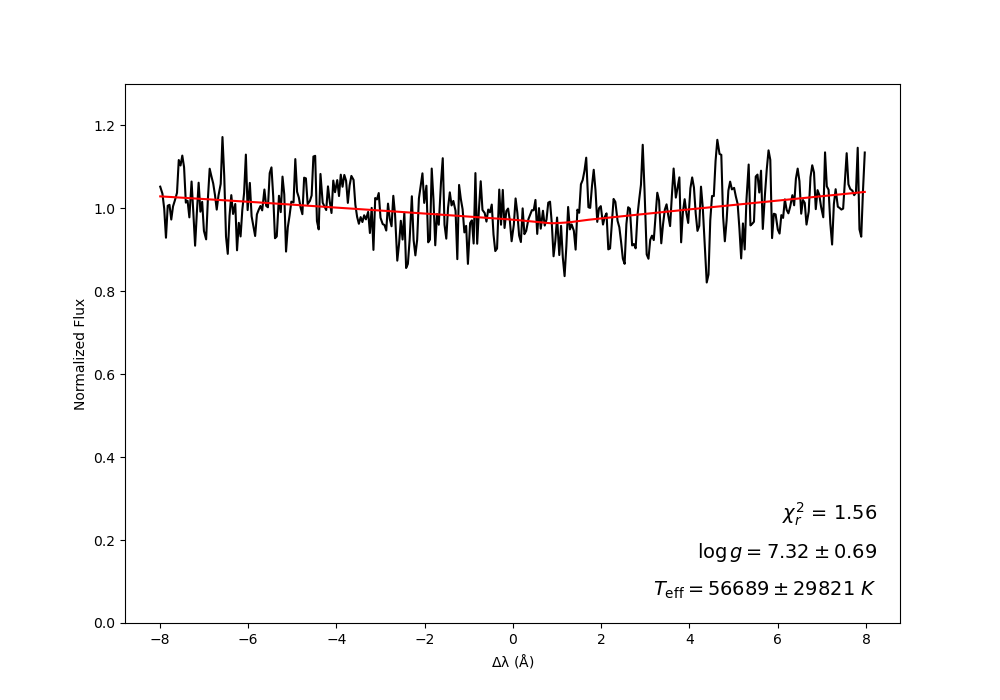 1.2
1.0
0.8
0.6
0.4
0.2
0.0
Normalized Flux
χ²ᵣ = 1.56
log g = 7.32 ± 0.69
T_eff = 56689 ± 29821 K
−8 −6 −4 −2 0 2 4 6 8
Δλ (Å)